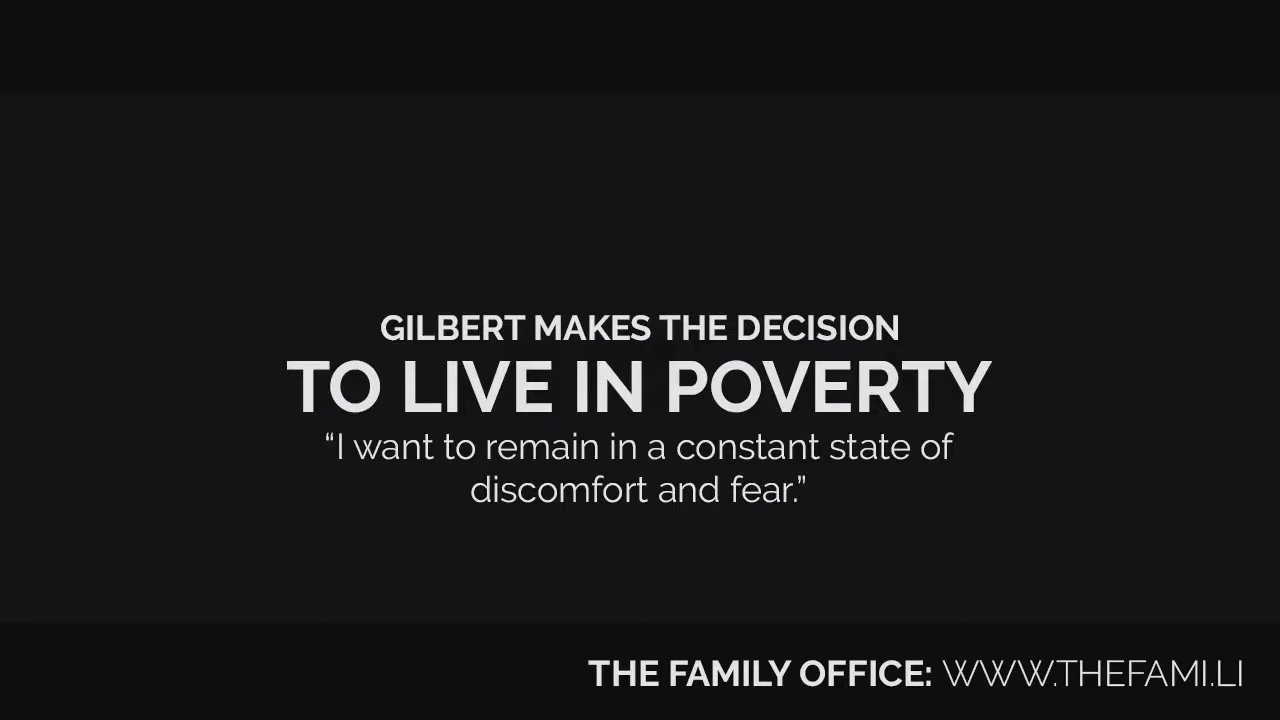 GILBERT MAKES THE DECISION
TO LIVE IN POVERTY
“I want to remain in a constant state of
discomfort and fear.”
THE FAMILY OFFICE: WWW.THEFAMI.LI